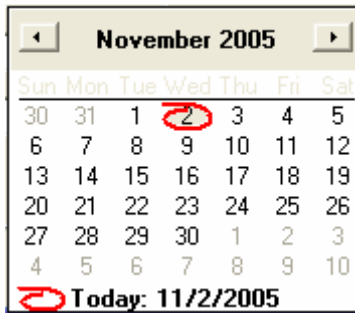 November 2005
Sun Mon Tue Wed Thu Fri Sat
30 31 1 2 3 4 5
6 7 8 9 10 11 12
13 14 15 16 17 18 19
20 21 22 23 24 25 26
27 28 29 30 1 2 3
4 5 6 7 8 9 10
Today: 11/2/2005